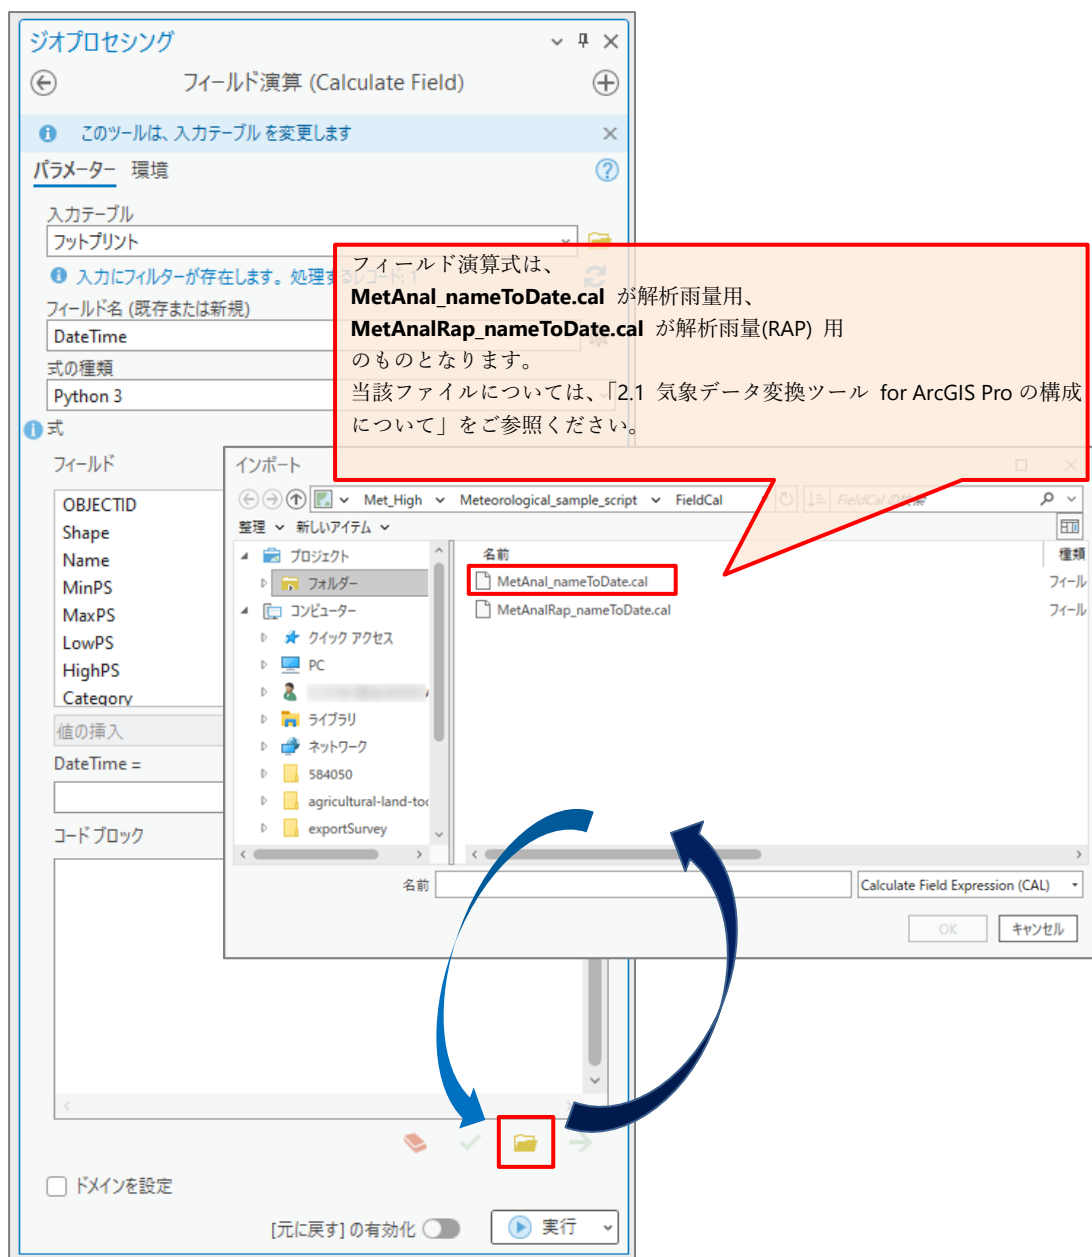 ジオプロセシング
フィールド演算 (Calculate Field)
このツールは、入力テーブル を変更します
パラメーター 環境
入力テーブル
フットプリント
入力にフィルターが存在します。処理するレコード: 1
フィールド名 (既存または新規)
DateTime
式の種類
Python 3
式
フィールド演算式は、
MetAnal_nameToDate.cal が解析雨量用、
MetAnalRap_nameToDate.cal が解析雨量(RAP) 用
のものとなります。
当該ファイルについては、「2.1 気象データ変換ツール for ArcGIS Pro の構成
について」をご参照ください。
フィールド
OBJECTID
Shape
Name
MinPS
MaxPS
LowPS
HighPS
Category
値の挿入
DateTime =
コード ブロック
インポート
Met_High Meteorological_sample_script FieldCal FieldCal の検索
整理 新しいアイテム
プロジェクト
フォルダー
コンピューター
クイック アクセス
PC
ライブラリ
ネットワーク
584050
agricultural-land-too
exportSurvey
名前 種類
MetAnal_nameToDate.cal フィール
MetAnalRap_nameToDate.cal フィール
名前 Calculate Field Expression (CAL)
OK キャンセル
ドメインを設定
[元に戻す] の有効化 実行